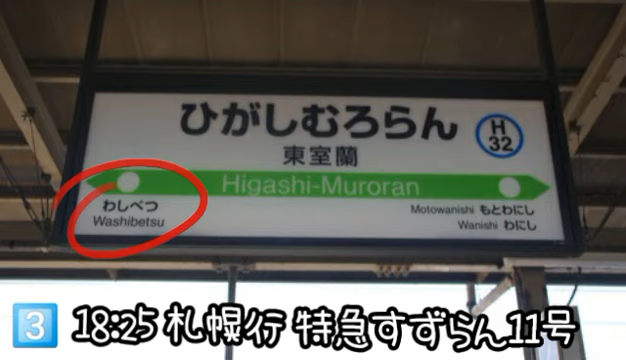 ひがしむろらん
H
32
東室蘭
Higashi-Muroran
わしべつ
Washibetsu
Motowanishi もとわにし
Wanishi わにし
3 18:25 札幌行 特急すずらん11号